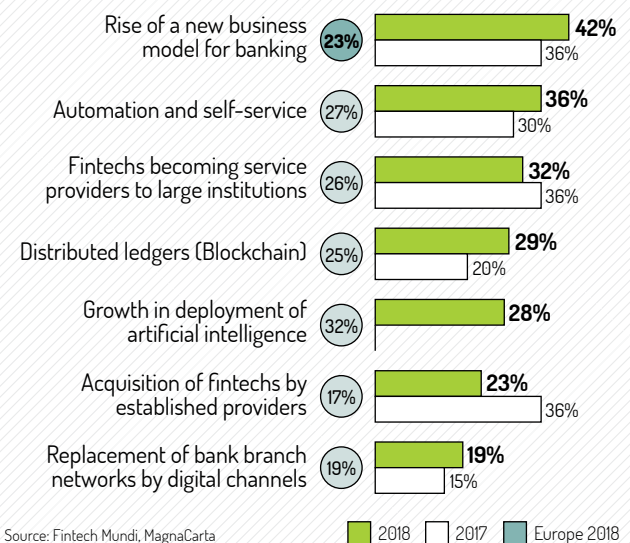 Rise of a new business
model for banking
23%
42%
36%
Automation and self-service
27%
36%
30%
Fintechs becoming service
providers to large institutions
26%
32%
36%
Distributed ledgers (Blockchain)
25%
29%
20%
Growth in deployment of
artificial intelligence
32%
28%
Acquisition of fintechs by
established providers
17%
23%
36%
Replacement of bank branch
networks by digital channels
19%
19%
15%
Source: Fintech Mundi, MagnaCarta
2018 2017 Europe 2018